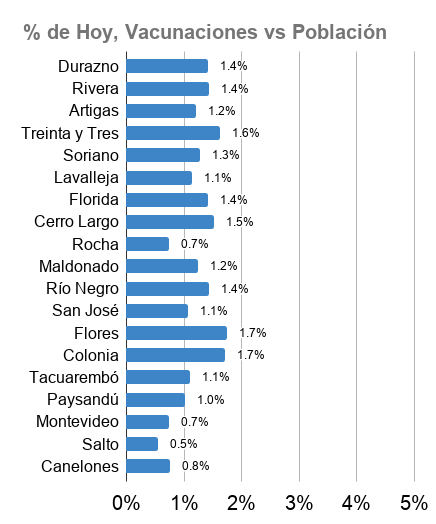 % de Hoy, Vacunaciones vs Población
Durazno 1.4%
Rivera 1.4%
Artigas 1.2%
Treinta y Tres 1.6%
Soriano 1.3%
Lavalleja 1.1%
Florida 1.4%
Cerro Largo 1.5%
Rocha 0.7%
Maldonado 1.2%
Río Negro 1.4%
San José 1.1%
Flores 1.7%
Colonia 1.7%
Tacuarembó 1.1%
Paysandú 1.0%
Montevideo 0.7%
Salto 0.5%
Canelones 0.8%
0% 1% 2% 3% 4% 5%